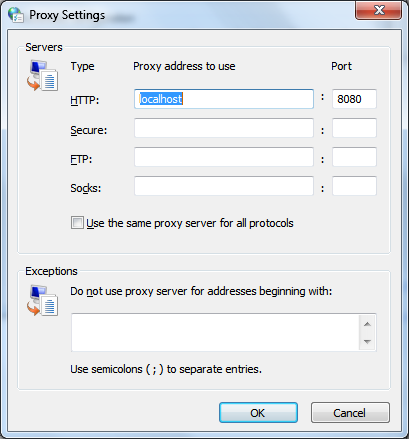 Proxy Settings
Servers
Type Proxy address to use Port
HTTP: localhost : 8080
Secure: :
FTP: :
Socks: :
Use the same proxy server for all protocols
Exceptions
Do not use proxy server for addresses beginning with:
Use semicolons ( ; ) to separate entries.
OK Cancel